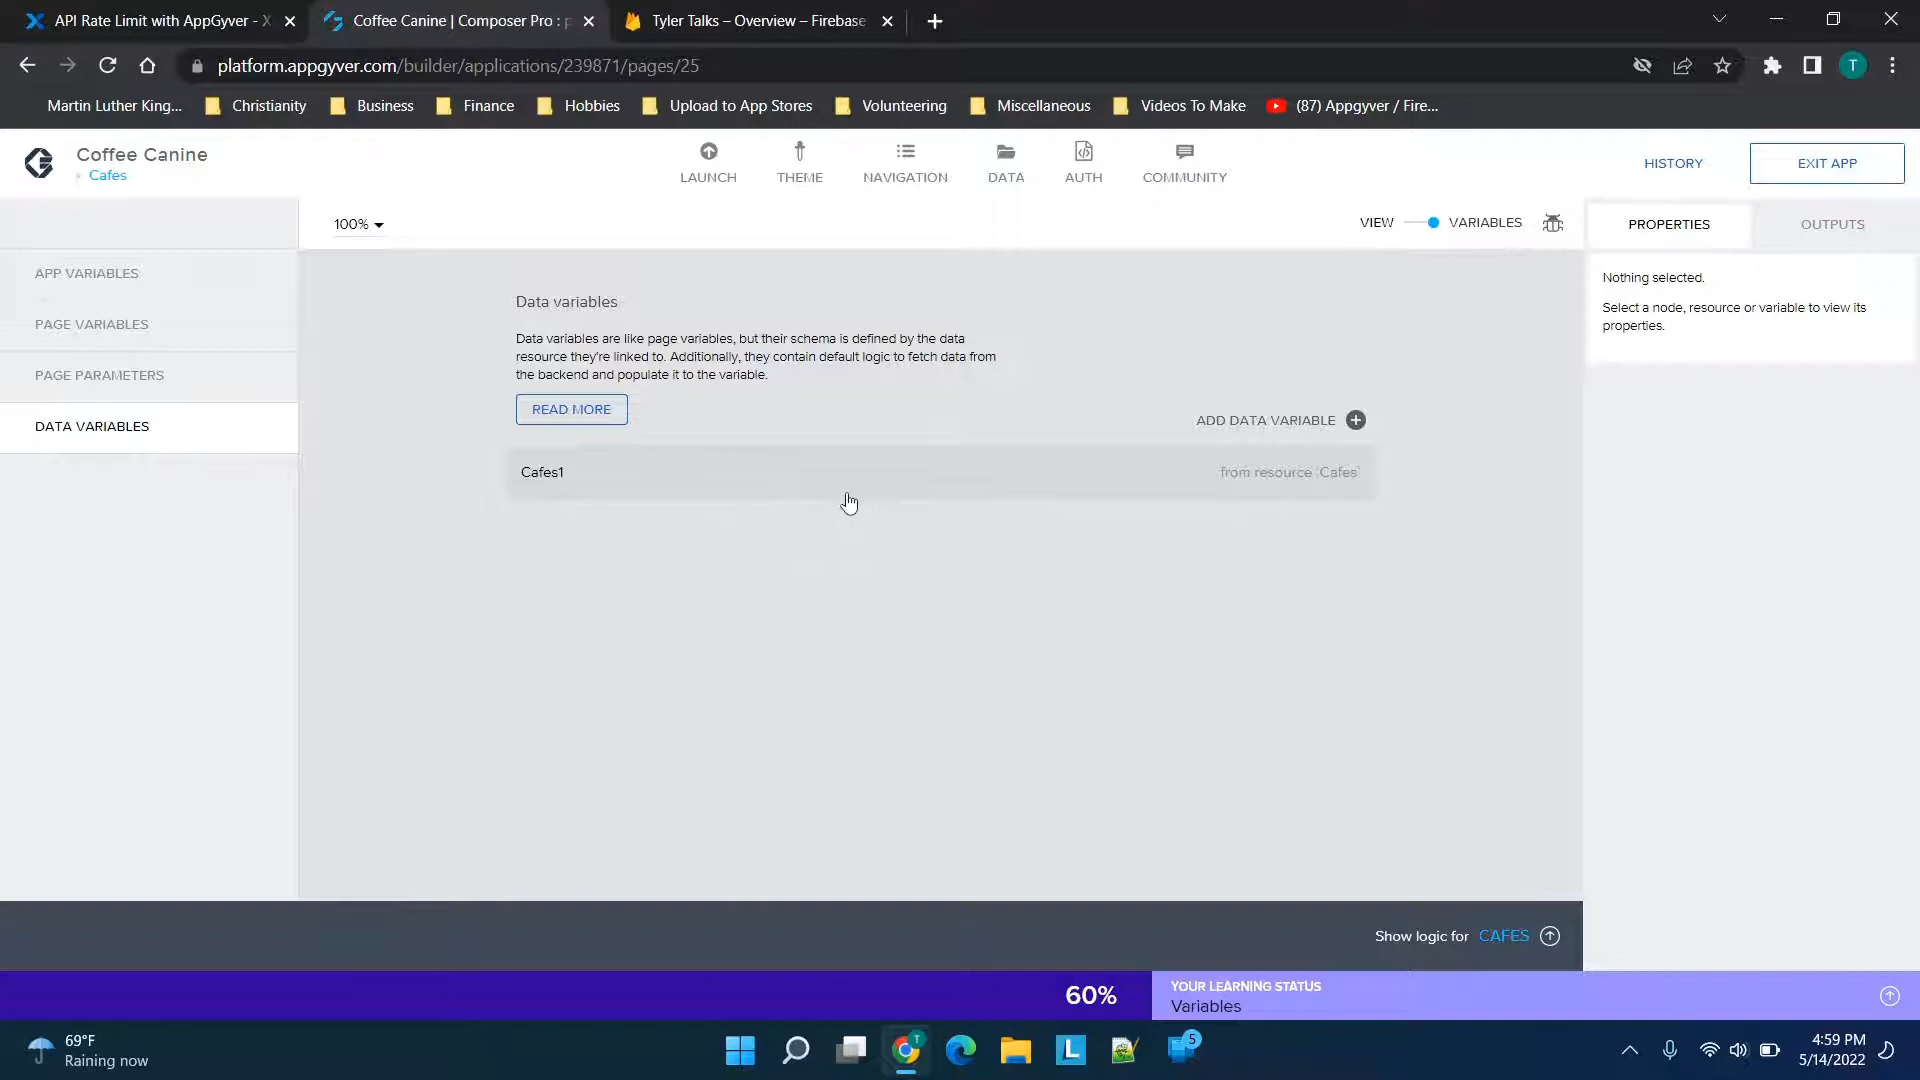 API Rate Limit with AppGyver - X
Coffee Canine | Composer Pro : p
Tyler Talks – Overview – Firebase
platform.appgyver.com/builder/applications/239871/pages/25
T
Martin Luther King...
Christianity
Business
Finance
Hobbies
Upload to App Stores
Volunteering
Miscellaneous
Videos To Make
(87) Appgyver / Fire...
Coffee Canine
Cafes
LAUNCH
THEME
NAVIGATION
DATA
AUTH
COMMUNITY
HISTORY
EXIT APP
100%
VIEW
VARIABLES
PROPERTIES
OUTPUTS
APP VARIABLES
PAGE VARIABLES
PAGE PARAMETERS
DATA VARIABLES
Data variables
Data variables are like page variables, but their schema is defined by the data
resource they're linked to. Additionally, they contain default logic to fetch data from
the backend and populate it to the variable.
READ MORE
ADD DATA VARIABLE
Cafes1
from resource 'Cafes'
Nothing selected.
Select a node, resource or variable to view its
properties.
Show logic for CAFES
60%
YOUR LEARNING STATUS
Variables
69°F
Raining now
T
L
5
4:59 PM
5/14/2022